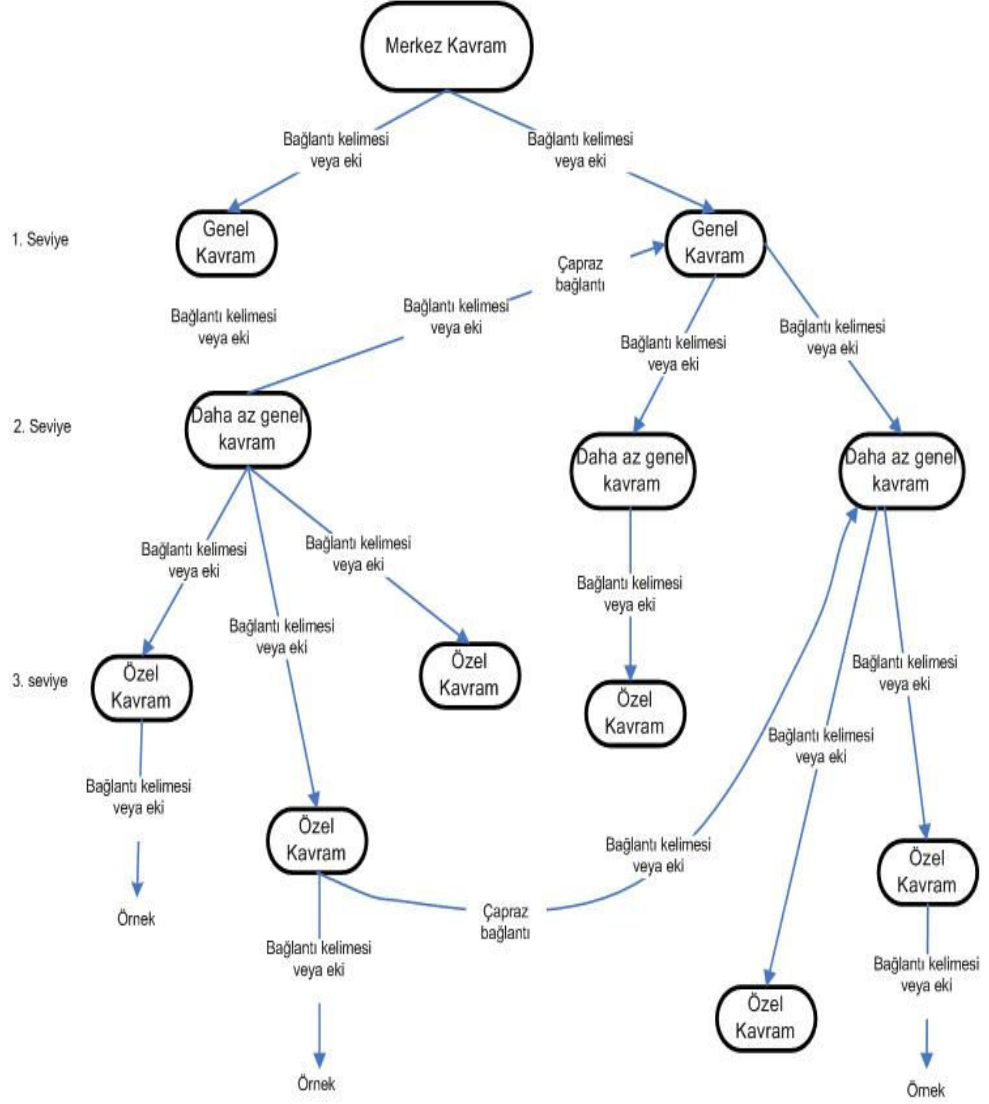 Merkez Kavram
Bağlantı kelimesi
veya eki
Bağlantı kelimesi
veya eki
1. Seviye
Genel
Kavram
Genel
Kavram
Çapraz
bağlantı
Bağlantı kelimesi
veya eki
Bağlantı kelimesi
veya eki
Bağlantı kelimesi
veya eki
Bağlantı kelimesi
veya eki
2. Seviye
Daha az genel
kavram
Daha az genel
kavram
Daha az genel
kavram
Bağlantı kelimesi
veya eki
Bağlantı kelimesi
veya eki
Bağlantı kelimesi
veya eki
Bağlantı kelimesi
veya eki
3. seviye
Özel
Kavram
Özel
Kavram
Özel
Kavram
Bağlantı kelimesi
veya eki
Bağlantı kelimesi
veya eki
Bağlantı kelimesi
veya eki
Özel
Kavram
Bağlantı kelimesi
veya eki
Özel
Kavram
Örnek
Çapraz
bağlantı
Bağlantı kelimesi
veya eki
Bağlantı kelimesi
veya eki
Özel
Kavram
Örnek
Örnek